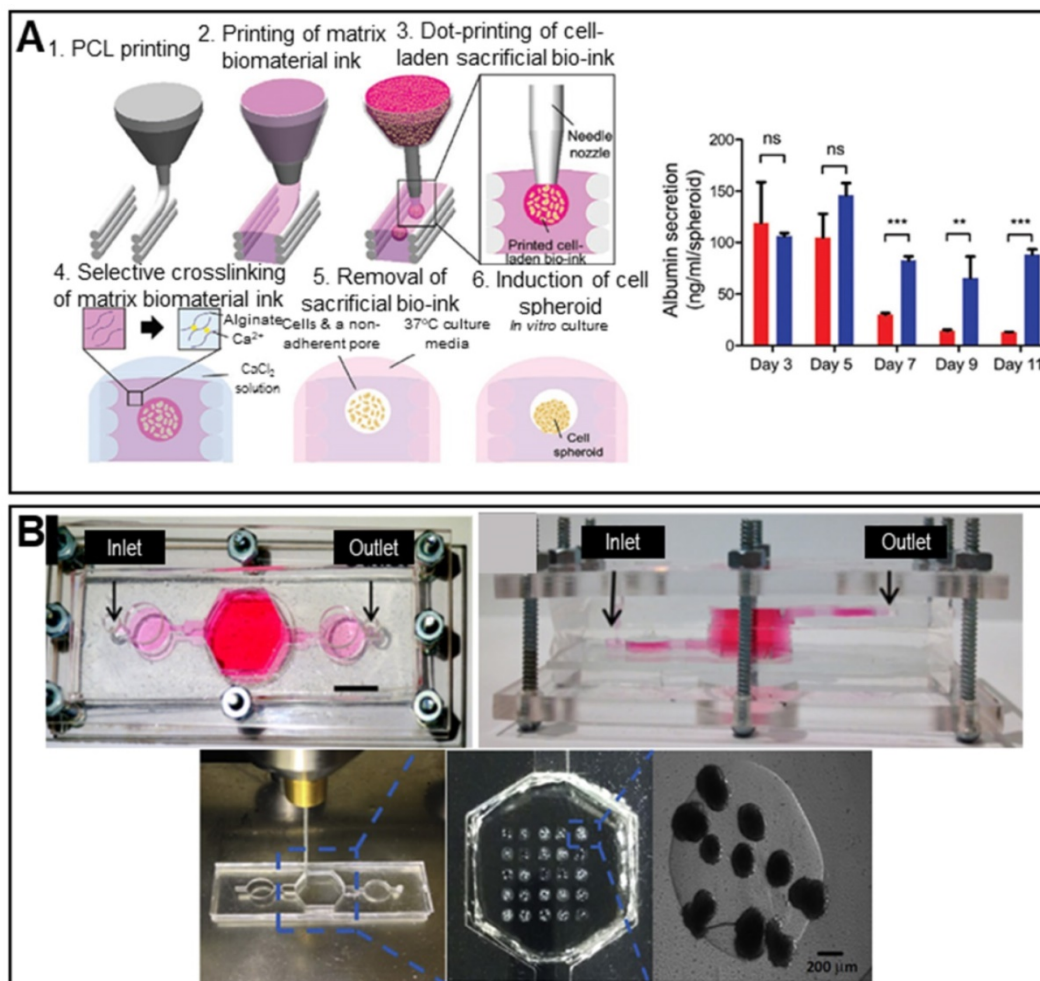 A
1. PCL printing
2. Printing of matrix
biomaterial ink
3. Dot-printing of cell-
laden sacrificial bio-ink
Needle
nozzle
Printed cell-
laden bio-ink
4. Selective crosslinking
of matrix biomaterial ink
Alginate
Ca²⁺
CaCl₂
solution
5. Removal of
sacrificial bio-ink
Cells & a non-
adherent pore
37°C culture
media
6. Induction of cell
spheroid
In vitro culture
Cell
spheroid
Albumin secretion
(ng/ml/spheroid)
200
150
100
50
0
ns
ns
***
**
***
Day 3
Day 5
Day 7
Day 9
Day 11
B
Inlet
Outlet
Inlet
Outlet
200 µm